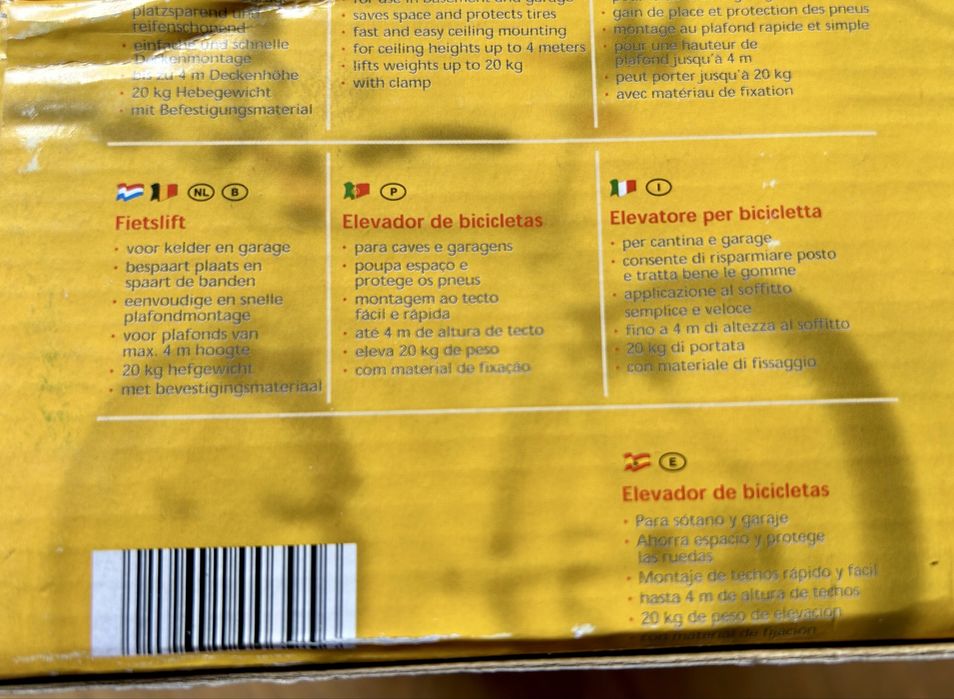 platzsparend und
reifenschonend
• einfache und schnelle
Deckenmontage
• bis zu 4 m Deckenhöhe
• 20 kg Hebegewicht
• mit Befestigungsmaterial
for use in basement and garage
• saves space and protects tires
• fast and easy ceiling mounting
• for ceiling heights up to 4 meters
• lifts weights up to 20 kg
• with clamp
• gain de place et protection des pneus
• montage au plafond rapide et simple
• pour une hauteur de
plafond jusqu'à 4 m
• peut porter jusqu'à 20 kg
• avec matériau de fixation
NL B
Fietslift
• voor kelder en garage
• bespaart plaats en
spaart de banden
• eenvoudige en snelle
plafondmontage
• voor plafonds van
max. 4 m hoogte
• 20 kg hefgewicht
• met bevestigingsmateriaal
P
Elevador de bicicletas
• para caves e garagens
• poupa espaço e
protege os pneus
• montagem ao tecto
fácil e rápida
• até 4 m de altura de tecto
• eleva 20 kg de peso
• com material de fixação
I
Elevatore per bicicletta
• per cantina e garage
• consente di risparmiare posto
e tratta bene le gomme
• applicazione al soffitto
semplice e veloce
• fino a 4 m di altezza al soffitto
• 20 kg di portata
• con materiale di fissaggio
E
Elevador de bicicletas
• Para sótano y garaje
• Ahorra espacio y protege
las ruedas
• Montaje de techos rápido y fácil
• hasta 4 m de altura de techos
• 20 kg de peso de elevación
• con material de fijación